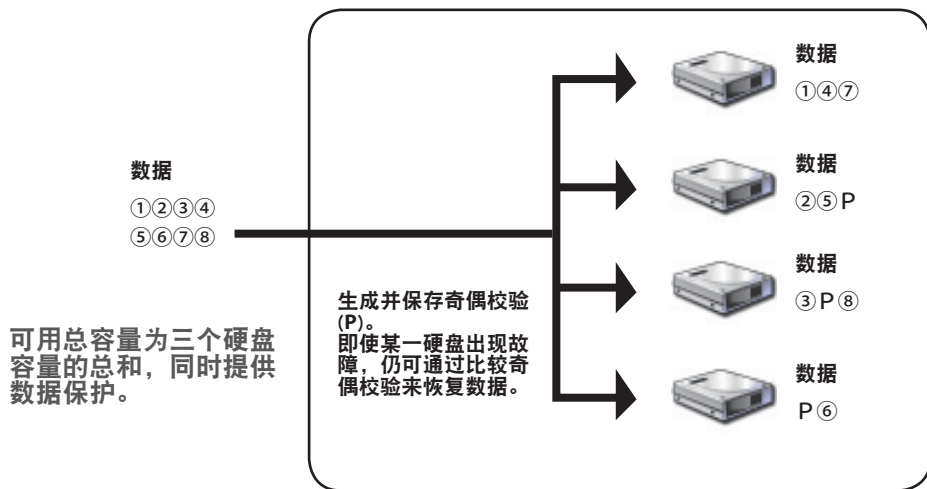 数据
①②③④
⑤⑥⑦⑧
可用总容量为三个硬盘
容量的总和，同时提供
数据保护。
生成并保存奇偶校验
(P)。
即使某一硬盘出现故
障，仍可通过比较奇
偶校验来恢复数据。
数据
①④⑦
数据
②⑤P
数据
③P⑧
数据
P⑥